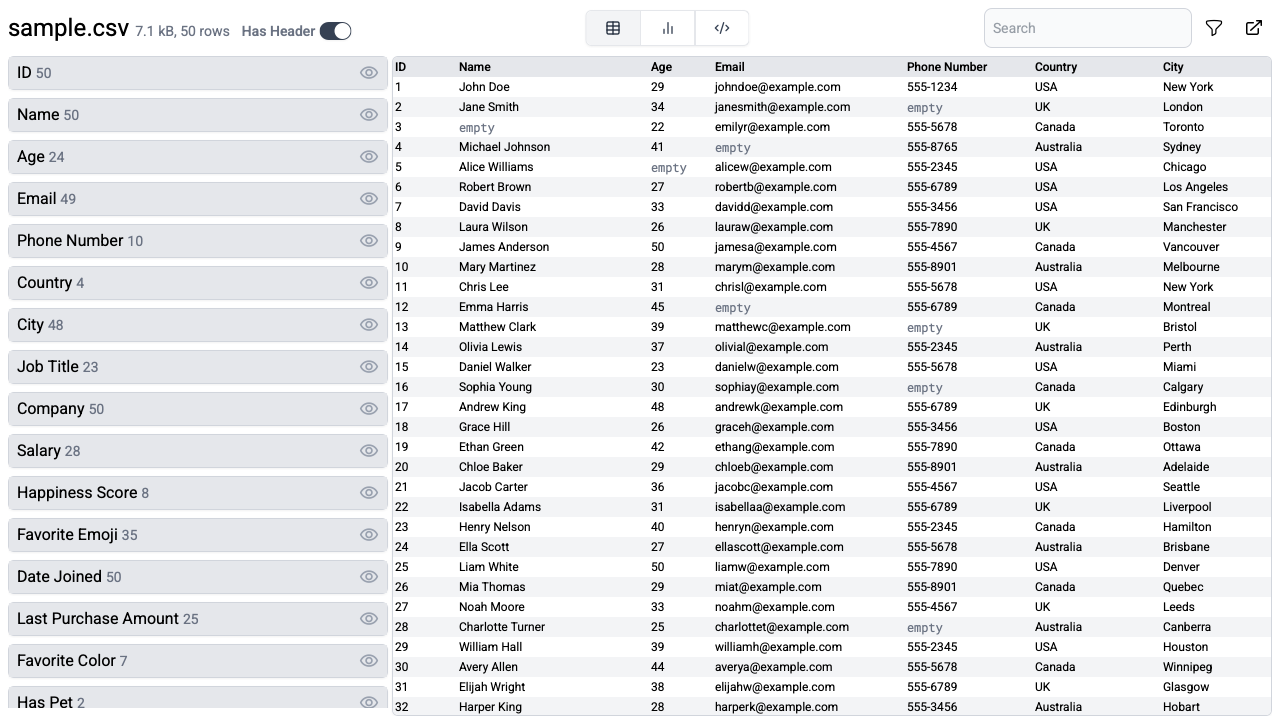 sample.csv 7.1 kB, 50 rows Has Header
Search
ID 50
Name 50
Age 24
Email 49
Phone Number 10
Country 4
City 48
Job Title 23
Company 50
Salary 28
Happiness Score 8
Favorite Emoji 35
Date Joined 50
Last Purchase Amount 25
Favorite Color 7
Has Pet 2
ID Name Age Email Phone Number Country City
1 John Doe 29 johndoe@example.com 555-1234 USA New York
2 Jane Smith 34 janesmith@example.com empty UK London
3 empty 22 emilyr@example.com 555-5678 Canada Toronto
4 Michael Johnson 41 empty 555-8765 Australia Sydney
5 Alice Williams empty alicew@example.com 555-2345 USA Chicago
6 Robert Brown 27 robertb@example.com 555-6789 USA Los Angeles
7 David Davis 33 davidd@example.com 555-3456 USA San Francisco
8 Laura Wilson 26 lauraw@example.com 555-7890 UK Manchester
9 James Anderson 50 jamesa@example.com 555-4567 Canada Vancouver
10 Mary Martinez 28 marym@example.com 555-8901 Australia Melbourne
11 Chris Lee 31 chrisl@example.com 555-5678 USA New York
12 Emma Harris 45 empty 555-6789 Canada Montreal
13 Matthew Clark 39 matthewc@example.com empty UK Bristol
14 Olivia Lewis 37 olivial@example.com 555-2345 Australia Perth
15 Daniel Walker 23 danielw@example.com 555-5678 USA Miami
16 Sophia Young 30 sophiay@example.com empty Canada Calgary
17 Andrew King 48 andrewk@example.com 555-6789 UK Edinburgh
18 Grace Hill 26 graceh@example.com 555-3456 USA Boston
19 Ethan Green 42 ethang@example.com 555-7890 Canada Ottawa
20 Chloe Baker 29 chloeb@example.com 555-8901 Australia Adelaide
21 Jacob Carter 36 jacobc@example.com 555-4567 USA Seattle
22 Isabella Adams 31 isabellaa@example.com 555-6789 UK Liverpool
23 Henry Nelson 40 henryn@example.com 555-2345 Canada Hamilton
24 Ella Scott 27 ellascott@example.com 555-5678 Australia Brisbane
25 Liam White 50 liamw@example.com 555-7890 USA Denver
26 Mia Thomas 29 miat@example.com 555-8901 Canada Quebec
27 Noah Moore 33 noahm@example.com 555-4567 UK Leeds
28 Charlotte Turner 25 charlottet@example.com empty Australia Canberra
29 William Hall 39 williamh@example.com 555-2345 USA Houston
30 Avery Allen 44 averya@example.com 555-5678 Canada Winnipeg
31 Elijah Wright 38 elijahw@example.com 555-6789 UK Glasgow
32 Harper King 28 harperk@example.com 555-3456 Australia Hobart